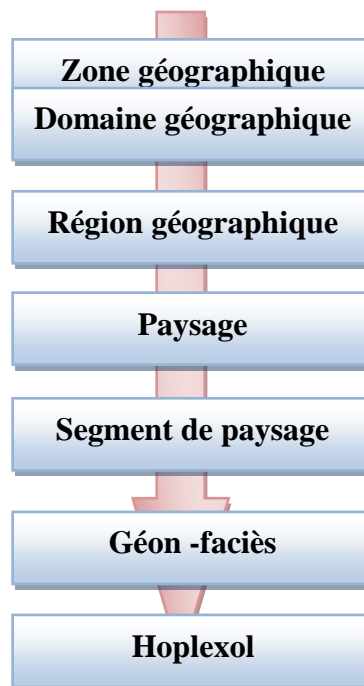 Zone géographique
Domaine géographique
Région géographique
Paysage
Segment de paysage
Géon -faciès
Hoplexol